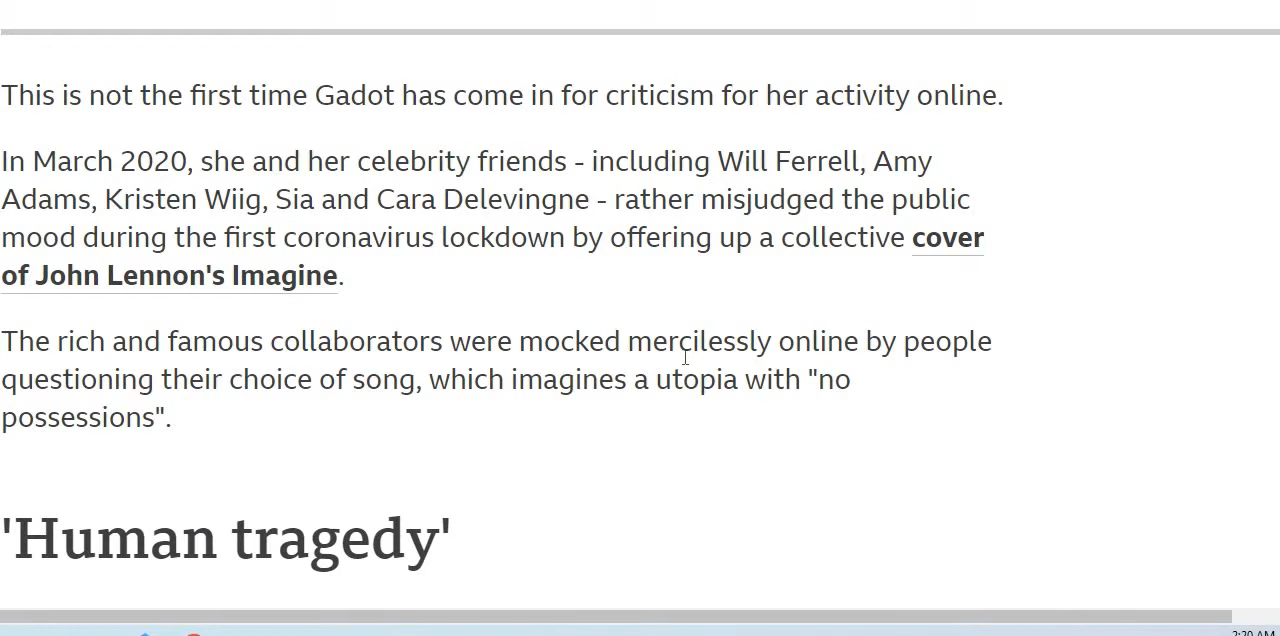 This is not the first time Gadot has come in for criticism for her activity online.
In March 2020, she and her celebrity friends - including Will Ferrell, Amy
Adams, Kristen Wiig, Sia and Cara Delevingne - rather misjudged the public
mood during the first coronavirus lockdown by offering up a collective cover
of John Lennon's Imagine.
The rich and famous collaborators were mocked mercilessly online by people
questioning their choice of song, which imagines a utopia with "no
possessions".
'Human tragedy'
2:20 AM